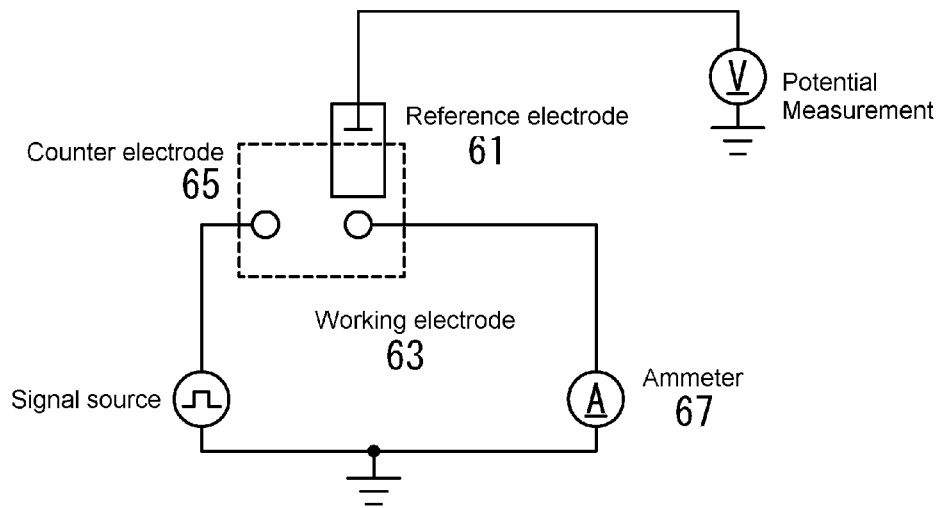 V
Potential
Measurement
Reference electrode
61
Counter electrode
65
Working electrode
63
Signal source
A
Ammeter
67